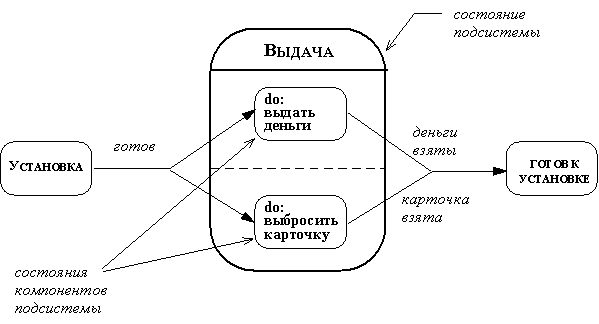 состояние
подсистемы
ВЫДАЧА
do:
выдать
деньги
готов
деньги
взяты
УСТАНОВКА
ГОТОВ К
УСТАНОВКЕ
do:
выбросить
карточку
карточка
взята
состояния
компонентов
подсистемы